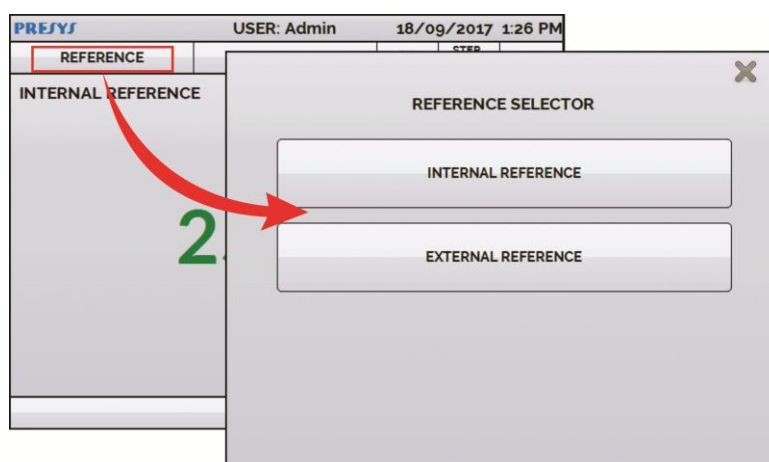 PRESYS USER: Admin 18/09/2017 1:26 PM
REFERENCE
STEP
INTERNAL REFERENCE
2.
REFERENCE SELECTOR
INTERNAL REFERENCE
EXTERNAL REFERENCE